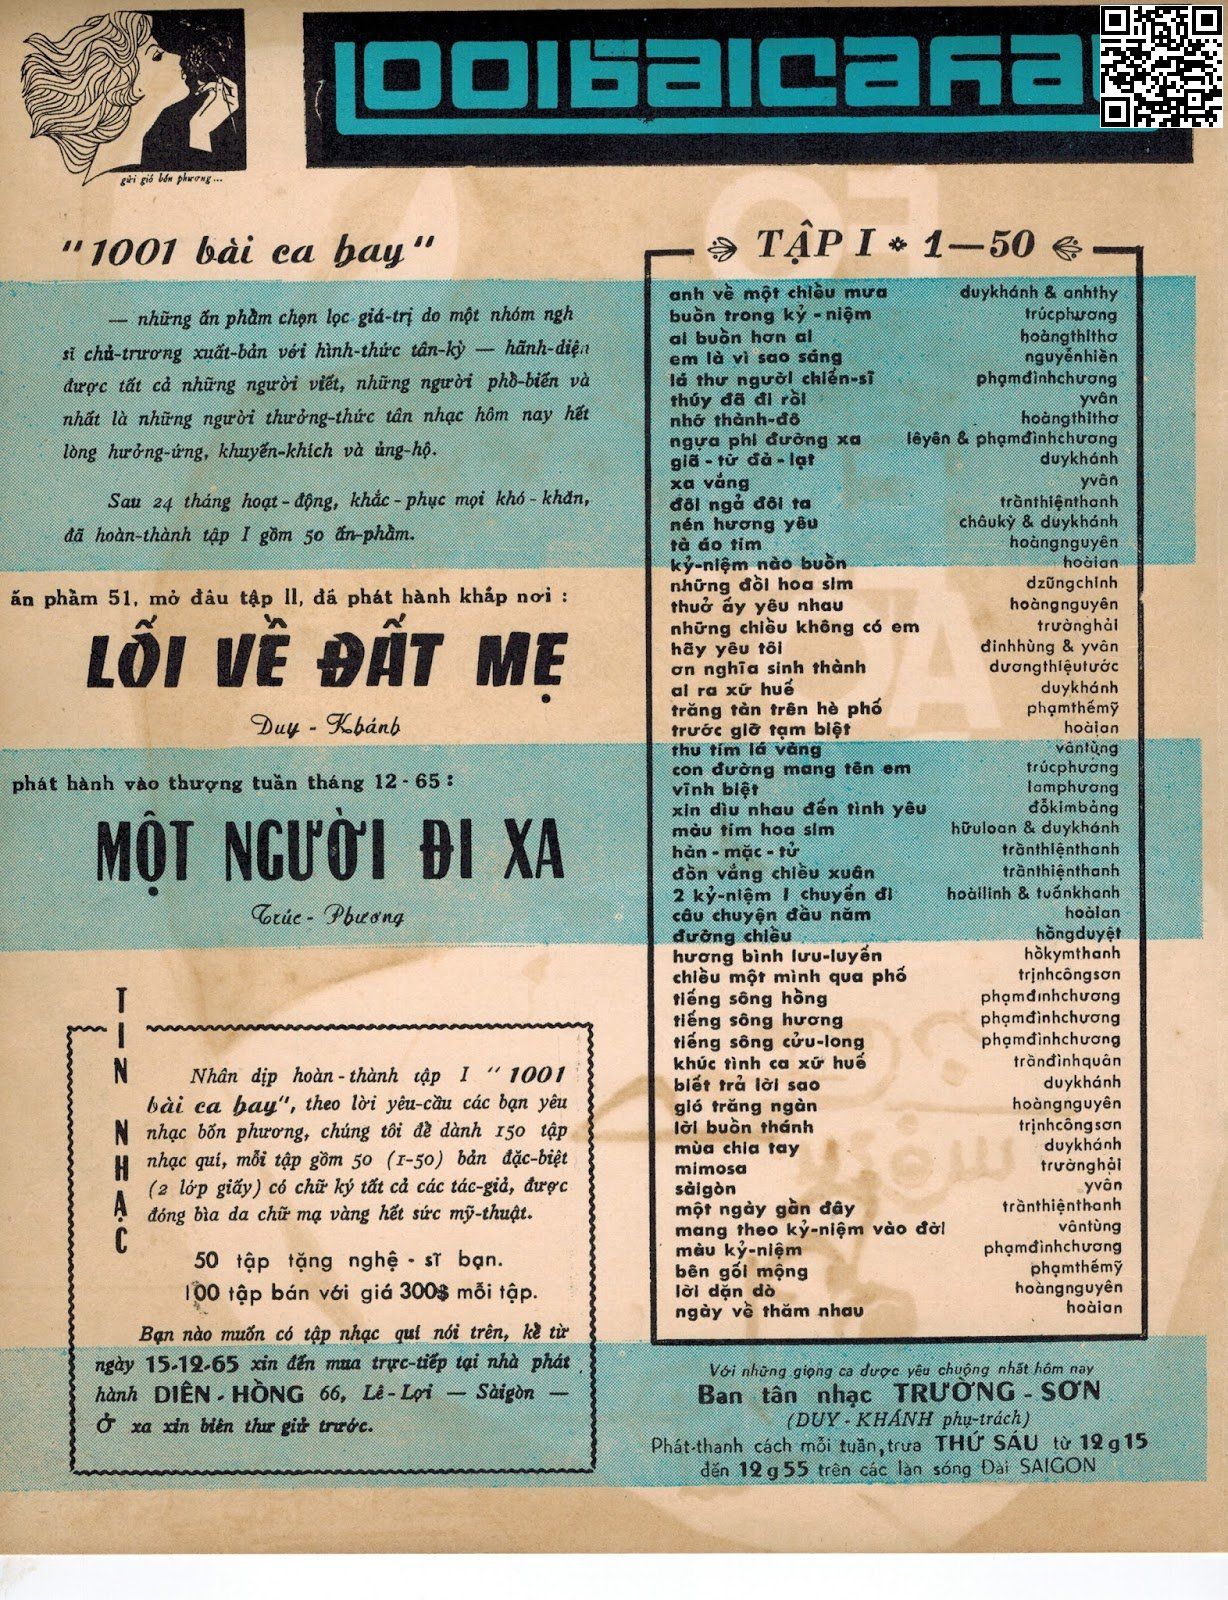 1001baicahay
gửi gió bốn phương...
"1001 bài ca hay"
— những ấn phẩm chọn lọc giá-trị do một nhóm ngh
sĩ chủ-trương xuất-bản với hình-thức tân-kỳ — hãnh-diện
được tất cả những người viết, những người phổ-biến và
nhất là những người thưởng-thức tân nhạc hôm nay hết
lòng hưởng-ứng, khuyến-khích và ủng-hộ.
Sau 24 tháng hoạt-động, khắc-phục mọi khó-khăn,
đã hoàn-thành tập I gồm 50 ấn-phẩm.
ấn phẩm 51, mở đầu tập II, đã phát hành khắp nơi :
LỐI VỀ ĐẤT MẸ
Duy - Khánh
phát hành vào thượng tuần tháng 12-65 :
MỘT NGƯỜI ĐI XA
Trúc - Phương
TIN NHẠC
Nhân dịp hoàn-thành tập I "1001
bài ca hay", theo lời yêu-cầu các bạn yêu
nhạc bốn phương, chúng tôi để dành 150 tập
nhạc quí, mỗi tập gồm 50 (1-50) bản đặc-biệt
(2 lớp giấy) có chữ ký tất cả các tác-giả, được
đóng bìa da chữ mạ vàng hết sức mỹ-thuật.
50 tập tặng nghệ - sĩ bạn.
100 tập bán với giá 300$ mỗi tập.
Bạn nào muốn có tập nhạc quí nói trên, kể từ
ngày 15-12-65 xin đến mua trực-tiếp tại nhà phát
hành DIÊN - HỒNG 66, Lê-Lợi — Sàigòn —
Ở xa xin biên thư giữ trước.
TẬP I * 1—50
anh về một chiều mưa duykhánh & anhthy
buồn trong kỷ-niệm trúcphương
ai buồn hơn ai hoàngthithơ
em là vì sao sáng nguyễnhiền
lá thư người chiến-sĩ phạmđìnhchương
thúy đã đi rồi yvân
nhớ thành-đô hoàngthithơ
ngựa phi đường xa lêyên & phạmđìnhchương
giã-từ đà-lạt duykhánh
xa vắng yvân
đôi ngả đôi ta trầnthiệnthanh
nén hương yêu châukỳ & duykhánh
tà áo tím hoàngnguyên
kỷ-niệm nào buồn hoàian
những đồi hoa sim dzũngchinh
thuở ấy yêu nhau hoàngnguyên
những chiều không có em trườnghải
hãy yêu tôi đinhhùng & yvân
ơn nghĩa sinh thành dươngthiệutước
ai ra xứ huế duykhánh
trăng tàn trên hè phố phạmthếmỹ
trước giờ tạm biệt hoàian
thu tím lá vàng văntùng
con đường mang tên em trúcphương
vĩnh biệt lamphương
xin dìu nhau đến tình yêu đỗkimbảng
màu tím hoa sim hữuloan & duykhánh
hàn-mặc-tử trầnthiệnthanh
đồn vắng chiều xuân trầnthiệnthanh
2 kỷ-niệm 1 chuyến đi hoàilinh & tuấnkhanh
câu chuyện đầu năm hoàian
đường chiều hồngduyệt
hương bình lưu-luyến hồkymthanh
chiều một mình qua phố trịnhcôngsơn
tiếng sông hồng phạmđìnhchương
tiếng sông hương phạmđìnhchương
tiếng sông cửu-long phạmđìnhchương
khúc tình ca xứ huế trầnđìnhquân
biết trả lời sao duykhánh
gió trăng ngàn hoàngnguyên
lời buồn thánh trịnhcôngsơn
mùa chia tay duykhánh
mimosa trườnghải
sàigòn yvân
một ngày gần đây trầnthiệnthanh
mang theo kỷ-niệm vào đời văntùng
màu kỷ-niệm phạmđìnhchương
bên gối mộng phạmthếmỹ
lời dặn dò hoàngnguyên
ngày về thăm nhau hoàian
Với những giọng ca được yêu chuộng nhất hôm nay
Ban tân nhạc TRƯỜNG - SƠN
(DUY - KHÁNH phụ-trách)
Phát-thanh cách mỗi tuần, trưa THỨ SÁU từ 12g15
đến 12g55 trên các làn sóng Đài SAIGON